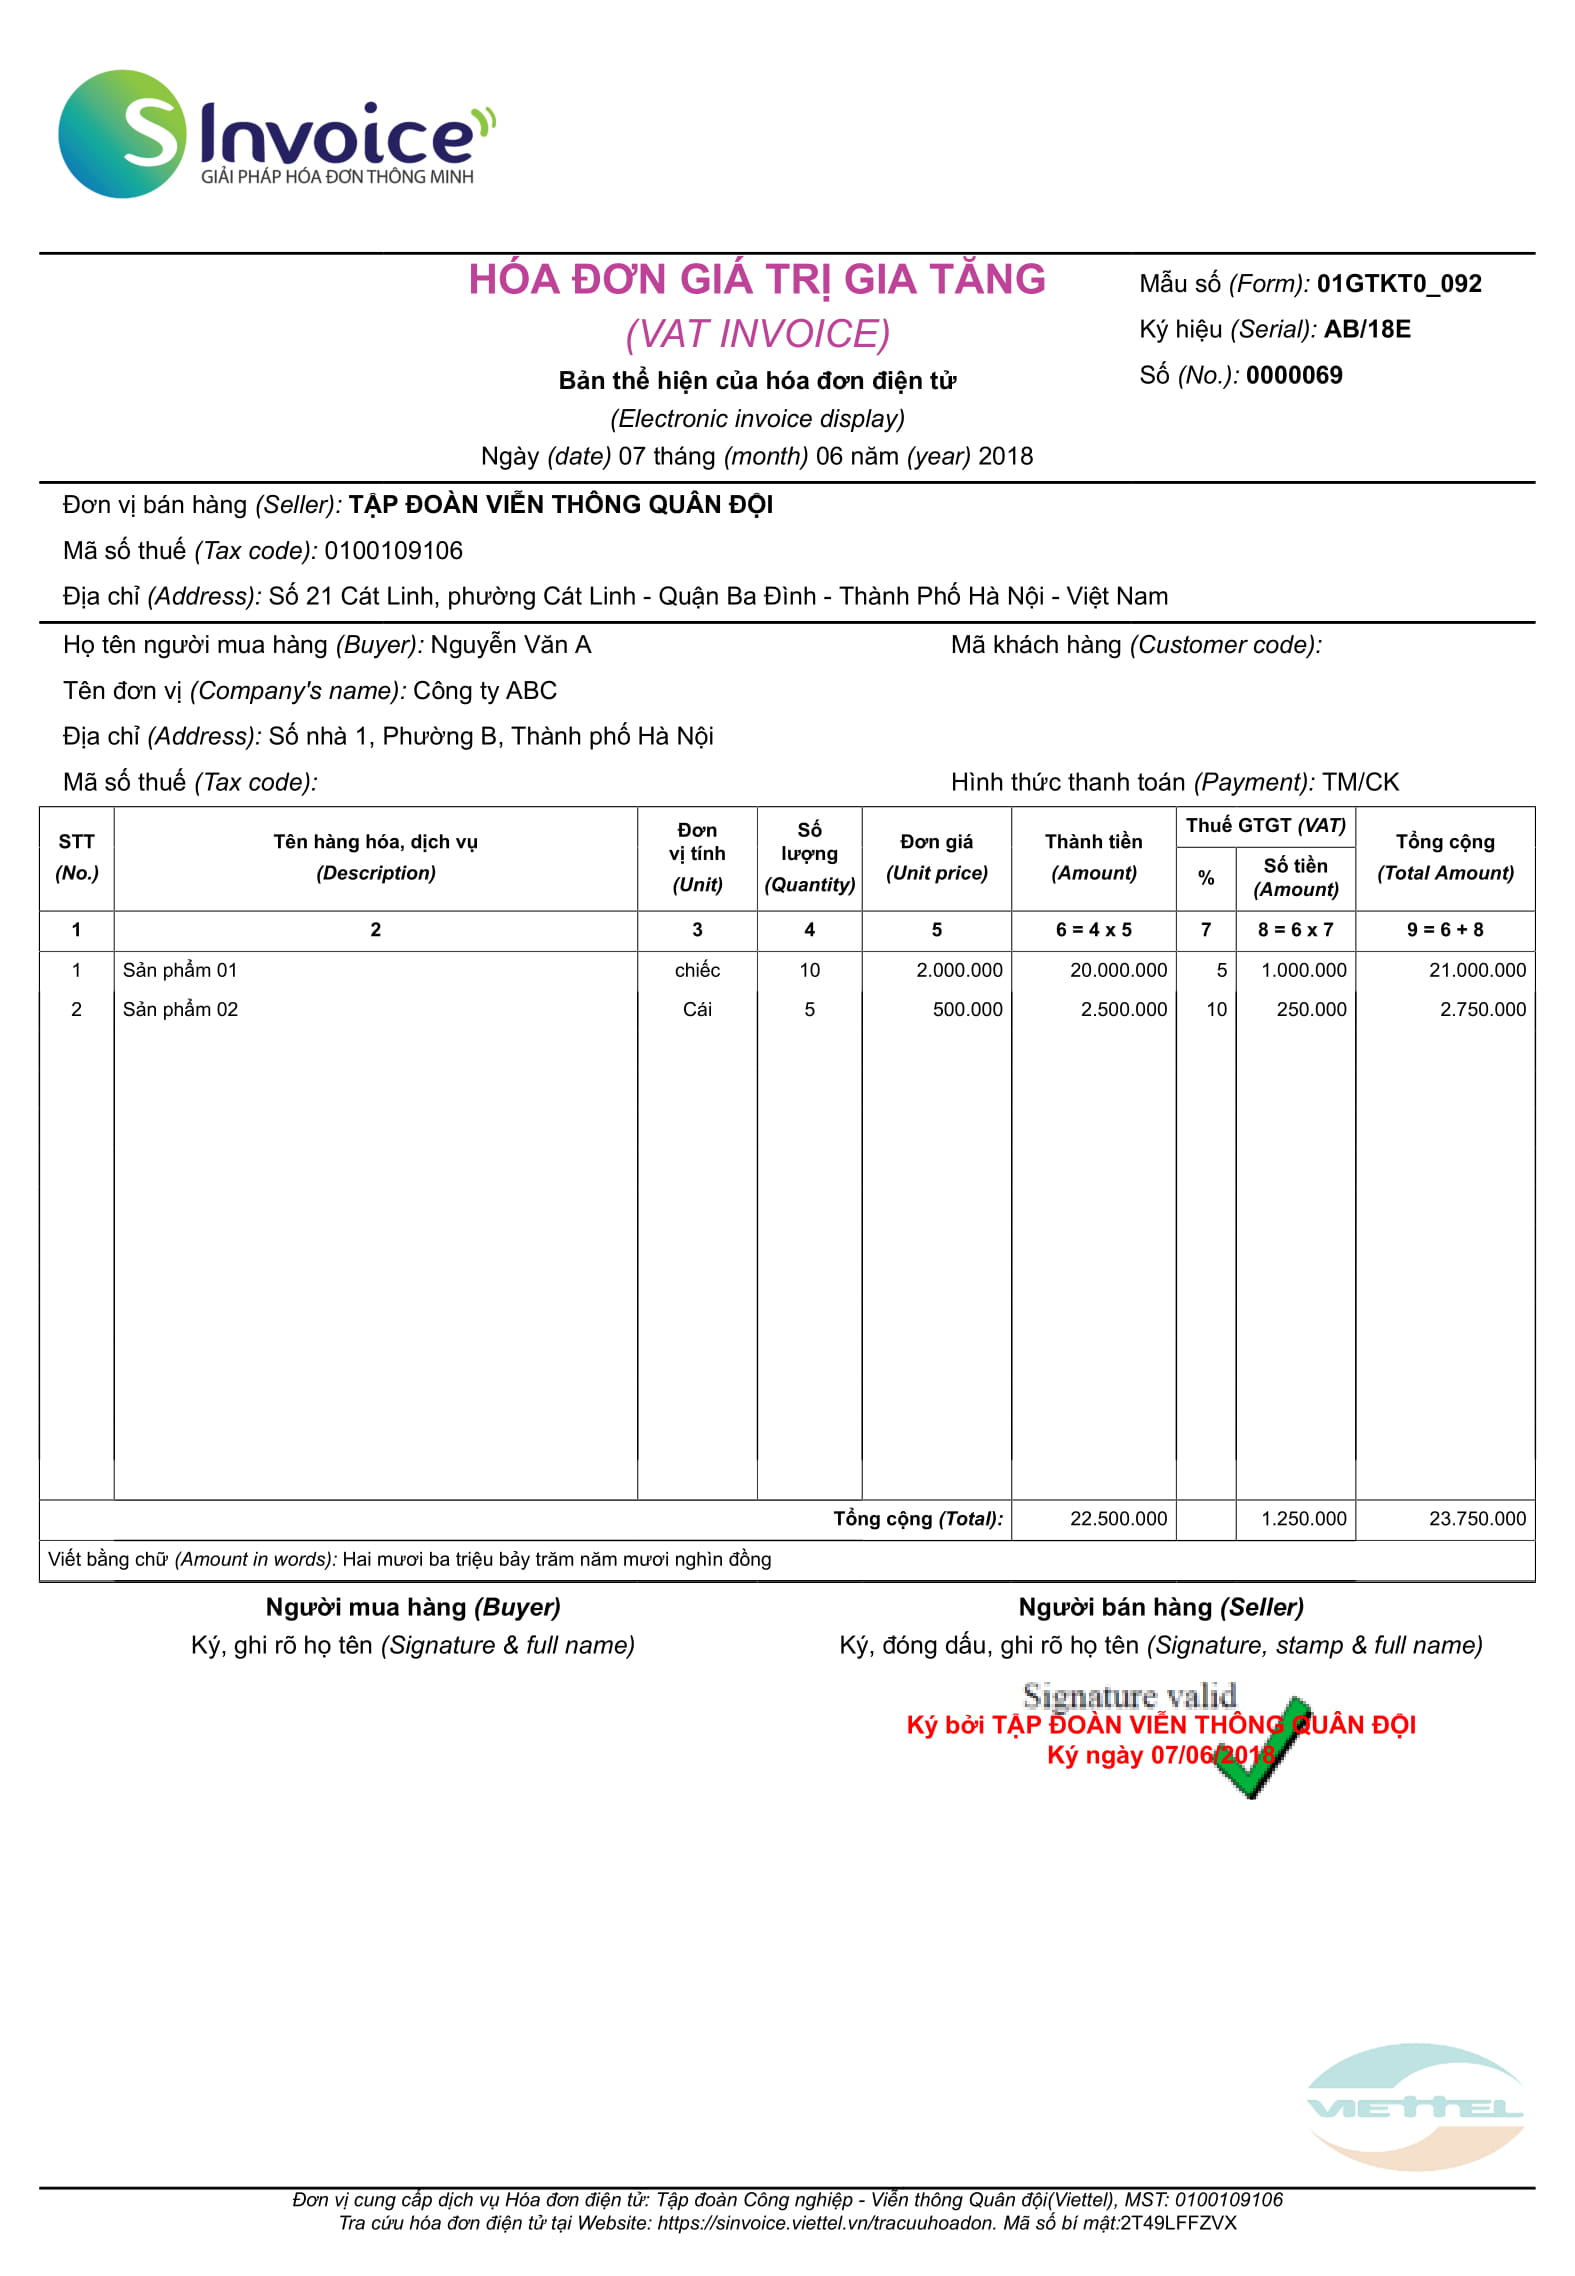 S Invoice
GIẢI PHÁP HÓA ĐƠN THÔNG MINH
HÓA ĐƠN GIÁ TRỊ GIA TĂNG
(VAT INVOICE)
Bản thể hiện của hóa đơn điện tử
(Electronic invoice display)
Ngày (date) 07 tháng (month) 06 năm (year) 2018
Mẫu số (Form): 01GTKT0_092
Ký hiệu (Serial): AB/18E
Số (No.): 0000069
Đơn vị bán hàng (Seller): TẬP ĐOÀN VIỄN THÔNG QUÂN ĐỘI
Mã số thuế (Tax code): 0100109106
Địa chỉ (Address): Số 21 Cát Linh, phường Cát Linh - Quận Ba Đình - Thành Phố Hà Nội - Việt Nam
Họ tên người mua hàng (Buyer): Nguyễn Văn A
Mã khách hàng (Customer code):
Tên đơn vị (Company's name): Công ty ABC
Địa chỉ (Address): Số nhà 1, Phường B, Thành phố Hà Nội
Mã số thuế (Tax code):
Hình thức thanh toán (Payment): TM/CK
STT (No.) Tên hàng hóa, dịch vụ (Description) Đơn vị tính (Unit) Số lượng (Quantity) Đơn giá (Unit price) Thành tiền (Amount) Thuế GTGT (VAT) % Số tiền (Amount) Tổng cộng (Total Amount)
1 2 3 4 5 6 = 4 x 5 7 8 = 6 x 7 9 = 6 + 8
1 Sản phẩm 01 chiếc 10 2.000.000 20.000.000 5 1.000.000 21.000.000
2 Sản phẩm 02 Cái 5 500.000 2.500.000 10 250.000 2.750.000
Tổng cộng (Total): 22.500.000 1.250.000 23.750.000
Viết bằng chữ (Amount in words): Hai mươi ba triệu bảy trăm năm mươi nghìn đồng
Người mua hàng (Buyer)
Ký, ghi rõ họ tên (Signature & full name)
Người bán hàng (Seller)
Ký, đóng dấu, ghi rõ họ tên (Signature, stamp & full name)
Signature valid
Ký bởi TẬP ĐOÀN VIỄN THÔNG QUÂN ĐỘI
Ký ngày 07/06/2018
VIETTEL
Đơn vị cung cấp dịch vụ Hóa đơn điện tử: Tập đoàn Công nghiệp - Viễn thông Quân đội(Viettel), MST: 0100109106
Tra cứu hóa đơn điện tử tại Website: https://sinvoice.viettel.vn/tracuuhoadon. Mã số bí mật:2T49LFFZVX